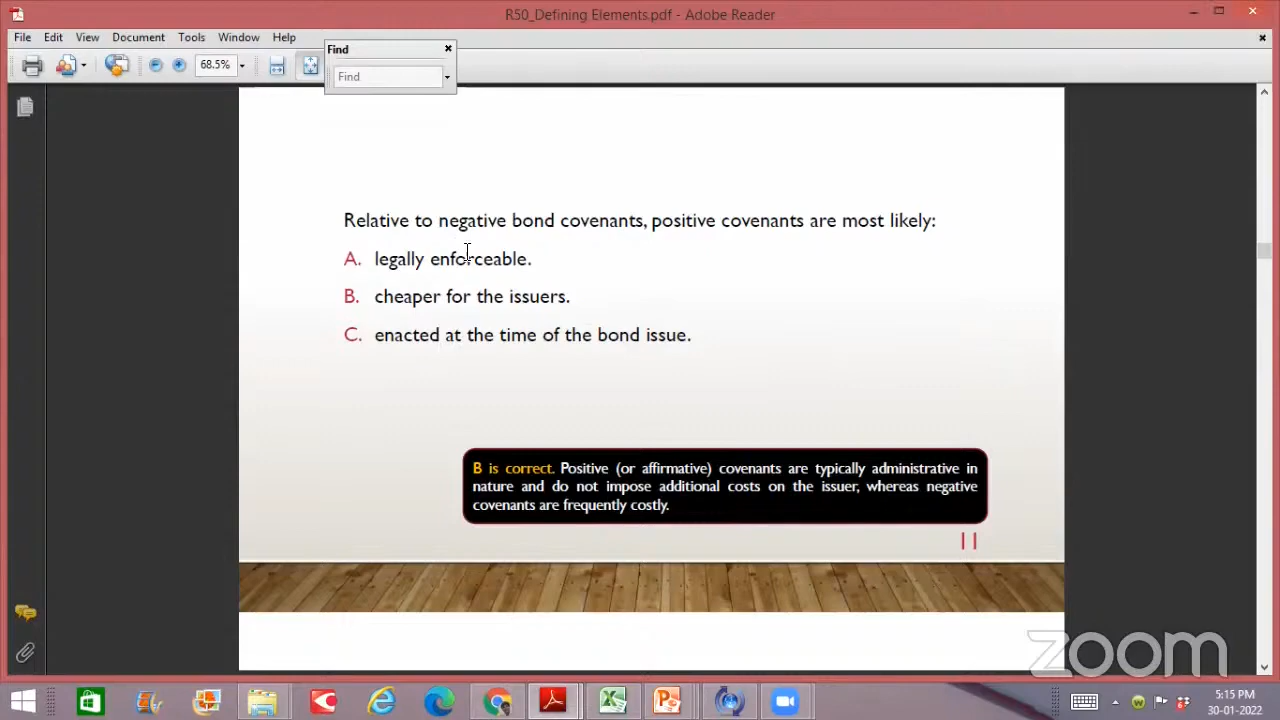 R50_Defining Elements.pdf - Adobe Reader
File Edit View Document Tools Window Help
Find
68.5%
Find
Relative to negative bond covenants, positive covenants are most likely:
A. legally enforceable.
B. cheaper for the issuers.
C. enacted at the time of the bond issue.
B is correct. Positive (or affirmative) covenants are typically administrative in
nature and do not impose additional costs on the issuer, whereas negative
covenants are frequently costly.
11
zoom
5:15 PM
30-01-2022